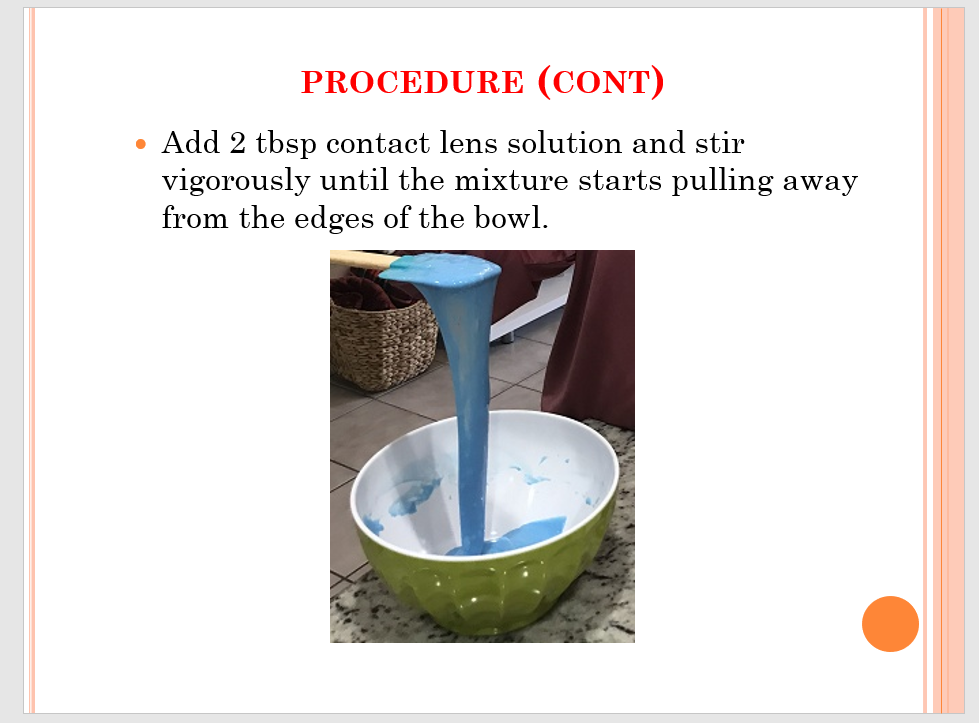 PROCEDURE (CONT)
Add 2 tbsp contact lens solution and stir
vigorously until the mixture starts pulling away
from the edges of the bowl.